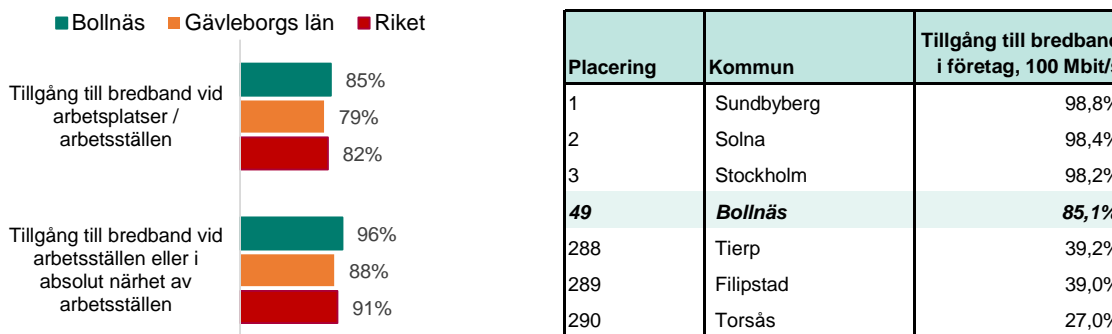 Bollnäs Gävleborgs län Riket
Tillgång till bredband vid
arbetsplatser /
arbetsställen
85%
79%
82%
Tillgång till bredband vid
arbetsställen eller i
absolut närhet av
arbetsställen
96%
88%
91%
Placering Kommun Tillgång till bredband
i företag, 100 Mbit/s
1 Sundbyberg 98,8%
2 Solna 98,4%
3 Stockholm 98,2%
49 Bollnäs 85,1%
288 Tierp 39,2%
289 Filipstad 39,0%
290 Torsås 27,0%